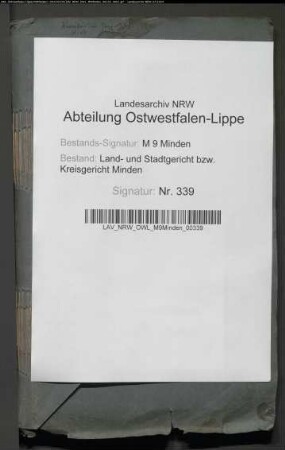 Landesarchiv NRW
Abteilung Ostwestfalen-Lippe
Bestands-Signatur: M 9 Minden
Bestand: Land- und Stadtgericht bzw.
Kreisgericht Minden
Signatur: Nr. 339
LAV_NRW_OWL_M9Minden_00339